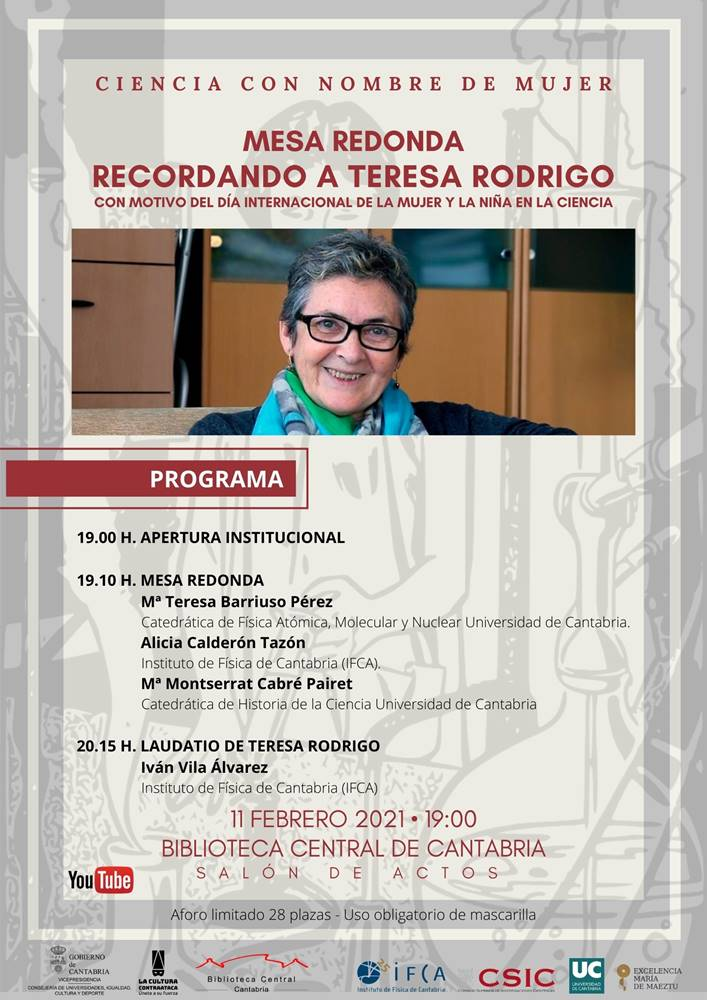 CIENCIA CON NOMBRE DE MUJER
MESA REDONDA
RECORDANDO A TERESA RODRIGO
CON MOTIVO DEL DÍA INTERNACIONAL DE LA MUJER Y LA NIÑA EN LA CIENCIA
PROGRAMA
19.00 H. APERTURA INSTITUCIONAL
19.10 H. MESA REDONDA
Mª Teresa Barriuso Pérez
Catedrática de Física Atómica, Molecular y Nuclear Universidad de Cantabria.
Alicia Calderón Tazón
Instituto de Física de Cantabria (IFCA).
Mª Montserrat Cabré Pairet
Catedrática de Historia de la Ciencia Universidad de Cantabria
20.15 H. LAUDATIO DE TERESA RODRIGO
Iván Vila Álvarez
Instituto de Física de Cantabria (IFCA)
11 FEBRERO 2021 • 19:00
BIBLIOTECA CENTRAL DE CANTABRIA
SALÓN DE ACTOS
YouTube
Aforo limitado 28 plazas - Uso obligatorio de mascarilla
GOBIERNO
de
CANTABRIA
VICEPRESIDENCIA
CONSEJERÍA DE UNIVERSIDADES, IGUALDAD,
CULTURA Y DEPORTE
LA CULTURA
CONTRATACA
Únete a su fuerza
Biblioteca Central
Cantabria
25 IFCA
Instituto de Física de Cantabria
CSIC
UC
UNIVERSIDAD
DE CANTABRIA
EXCELENCIA
MARÍA
DE MAEZTU